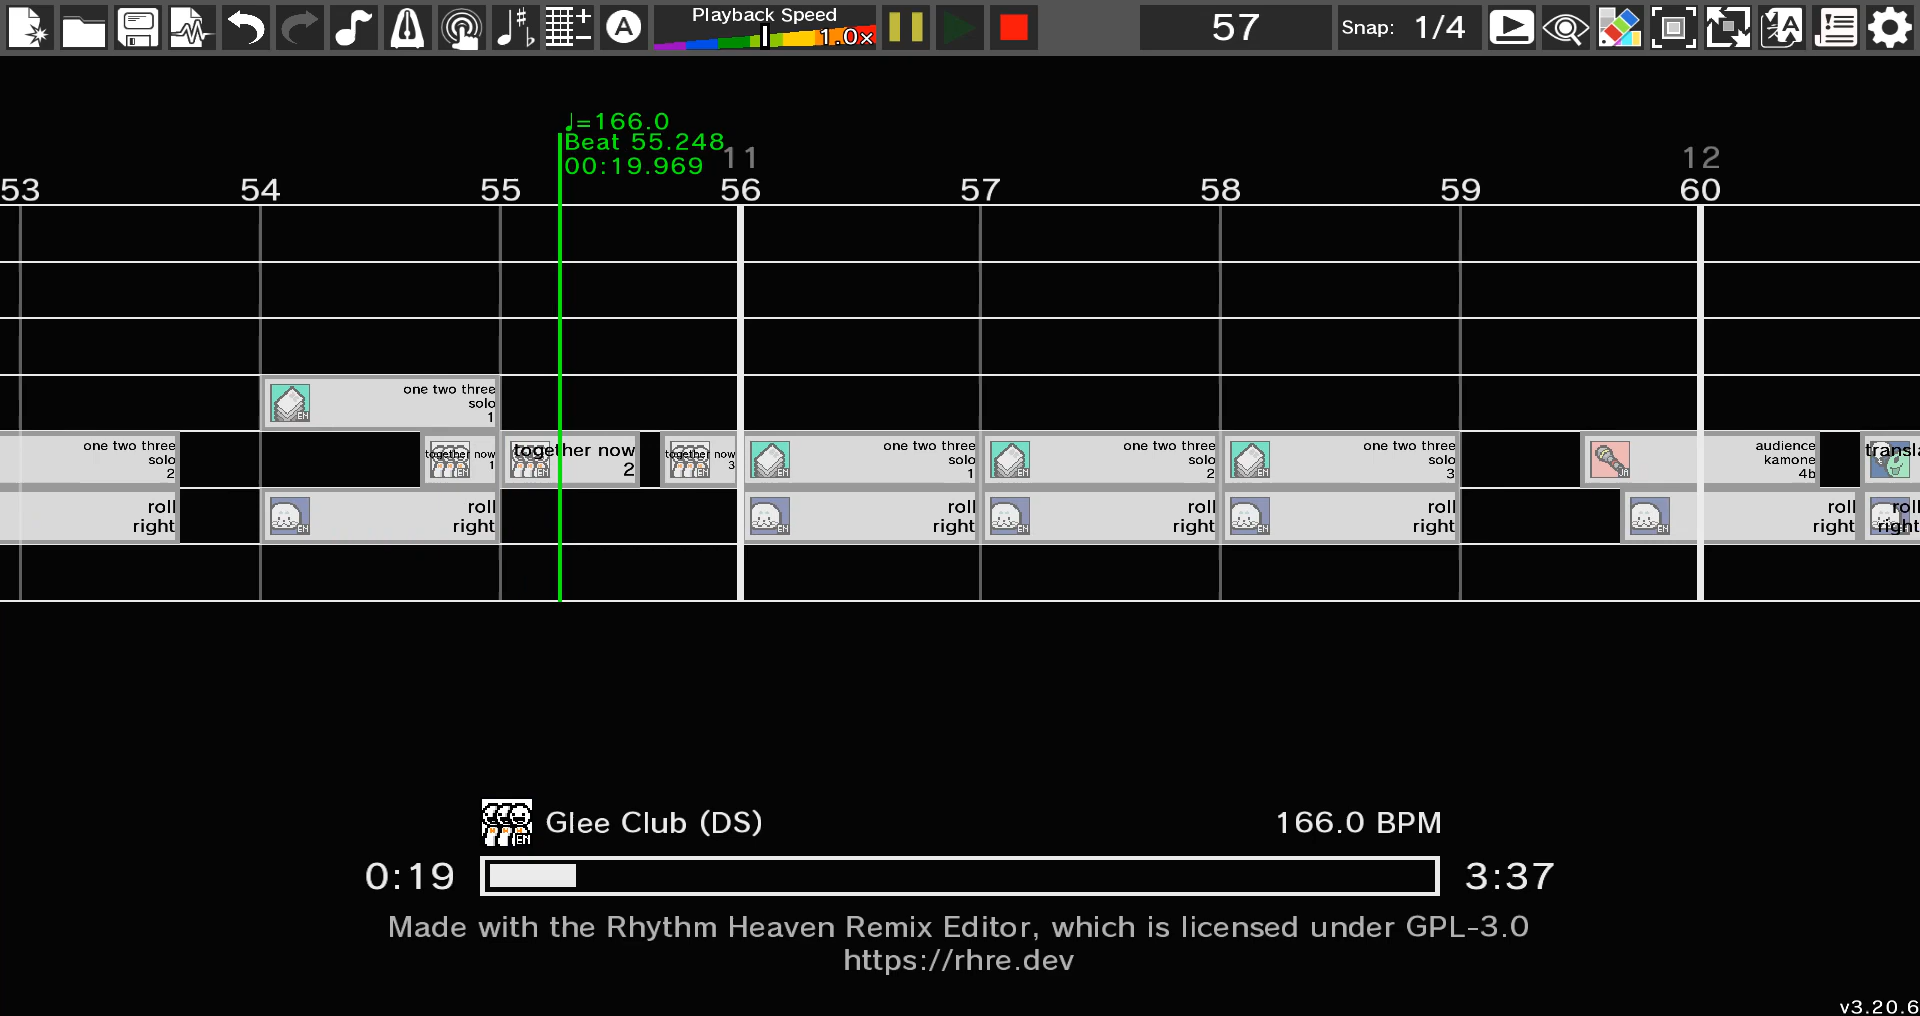 Playback Speed
1.0x
57
Snap: 1/4
♩=166.0
Beat 55.248
00:19.969
11
12
53 54 55 56 57 58 59 60
one two three
solo
1
one two three
solo
2
together now
1
together now
2
together now
3
one two three
solo
1
one two three
solo
2
one two three
solo
3
audience
kamone
4b
transla
roll
right
roll
right
roll
right
roll
right
roll
right
roll
right
roll
right
Glee Club (DS)
166.0 BPM
0:19
3:37
Made with the Rhythm Heaven Remix Editor, which is licensed under GPL-3.0
https://rhre.dev
v3.20.6